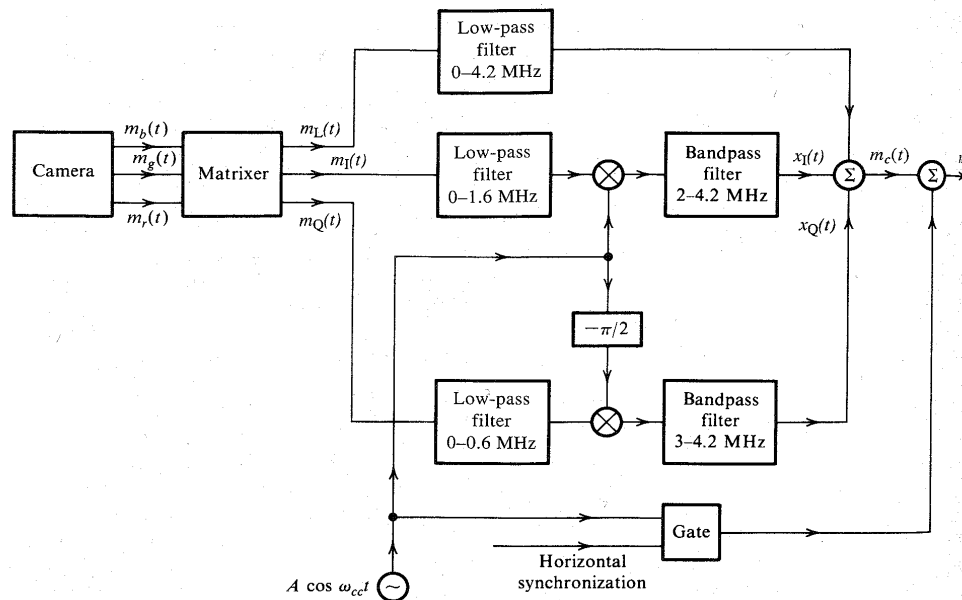 Low-pass
filter
0–4.2 MHz
m_b(t)
m_g(t)
m_r(t)
Camera
Matrixer
m_L(t)
m_I(t)
m_Q(t)
Low-pass
filter
0–1.6 MHz
Bandpass
filter
2–4.2 MHz
x_I(t)
Σ
m_c(t)
Σ
x_Q(t)
−π/2
Low-pass
filter
0–0.6 MHz
Bandpass
filter
3–4.2 MHz
Gate
Horizontal
synchronization
A cos ω_cc t
~